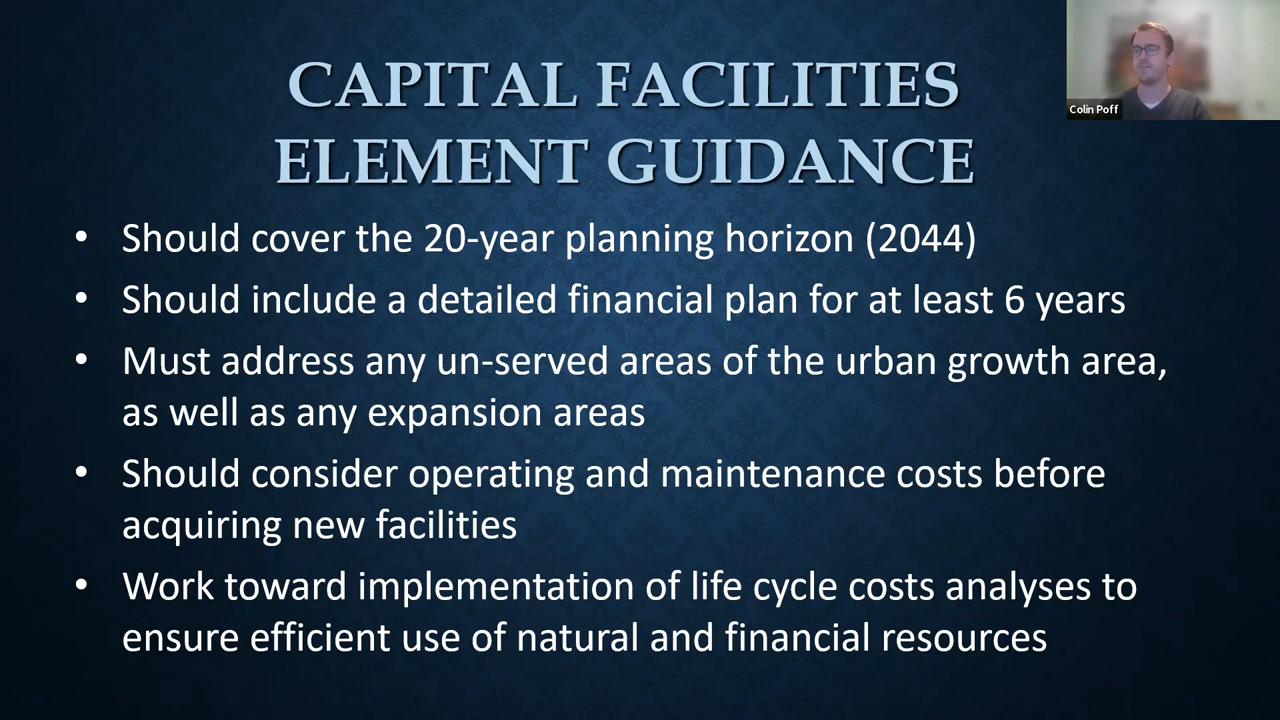 CAPITAL FACILITIES
ELEMENT GUIDANCE
Colin Poff
• Should cover the 20-year planning horizon (2044)
• Should include a detailed financial plan for at least 6 years
• Must address any un-served areas of the urban growth area,
as well as any expansion areas
• Should consider operating and maintenance costs before
acquiring new facilities
• Work toward implementation of life cycle costs analyses to
ensure efficient use of natural and financial resources